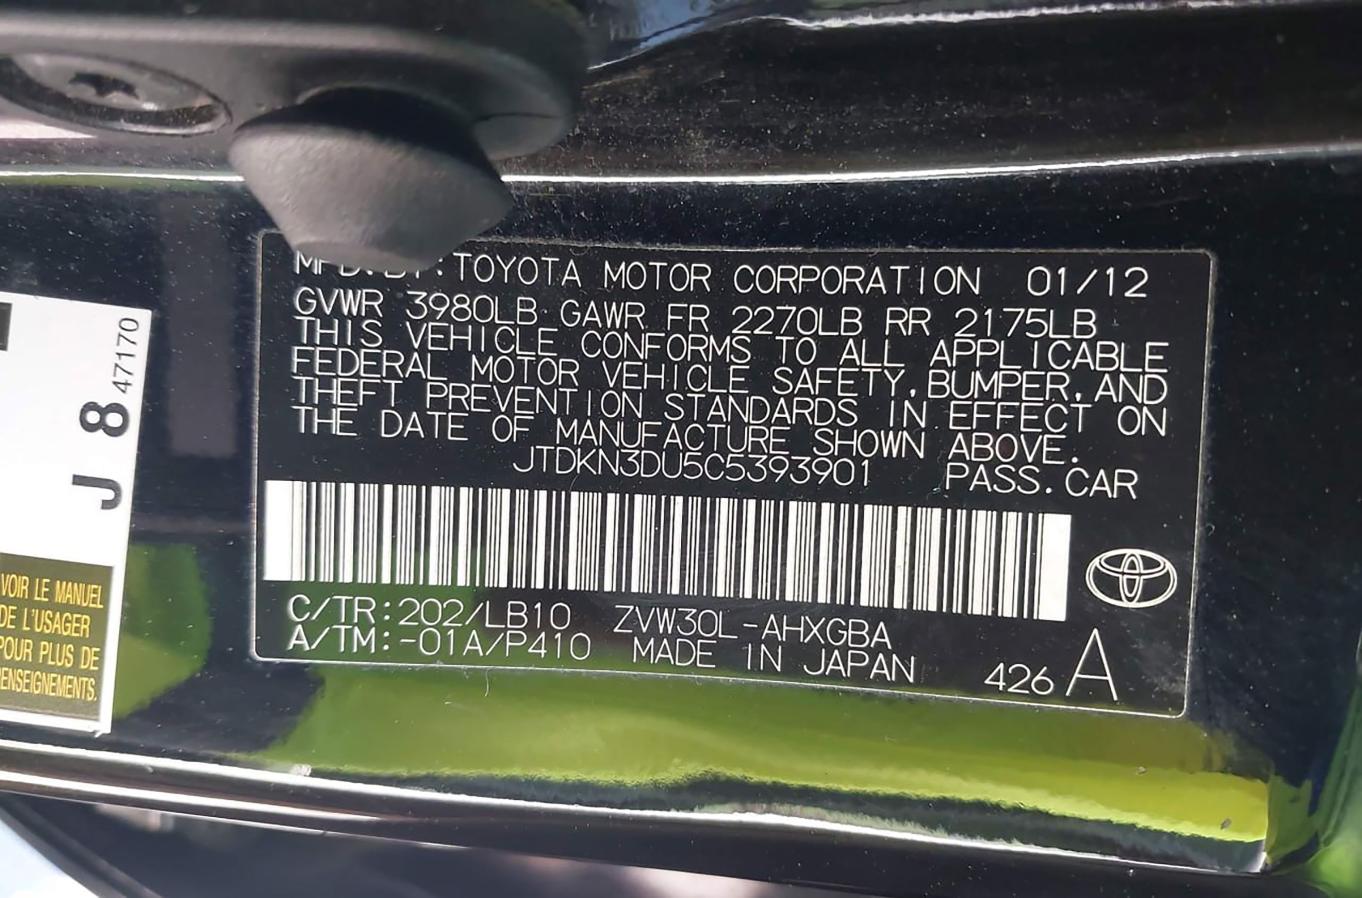 MFD.BY:TOYOTA MOTOR CORPORATION 01/12
GVWR 3980LB GAWR FR 2270LB RR 2175LB
THIS VEHICLE CONFORMS TO ALL APPLICABLE
FEDERAL MOTOR VEHICLE SAFETY,BUMPER,AND
THEFT PREVENTION STANDARDS IN EFFECT ON
THE DATE OF MANUFACTURE SHOWN ABOVE.
JTDKN3DU5C5393901 PASS.CAR
C/TR:202/LB10 ZVW30L-AHXGBA
A/TM:-01A/P410 MADE IN JAPAN
426 A
J 8 47170
VOIR LE MANUEL
DE L'USAGER
POUR PLUS DE
RENSEIGNEMENTS.